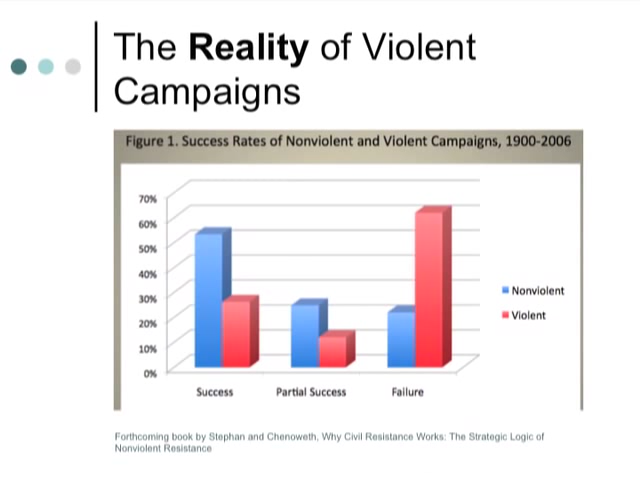 The Reality of Violent
Campaigns
Figure 1. Success Rates of Nonviolent and Violent Campaigns, 1900-2006
70%
60%
50%
40%
30%
20%
10%
0%
Nonviolent
Violent
Success
Partial Success
Failure
Forthcoming book by Stephan and Chenoweth, Why Civil Resistance Works: The Strategic Logic of
Nonviolent Resistance